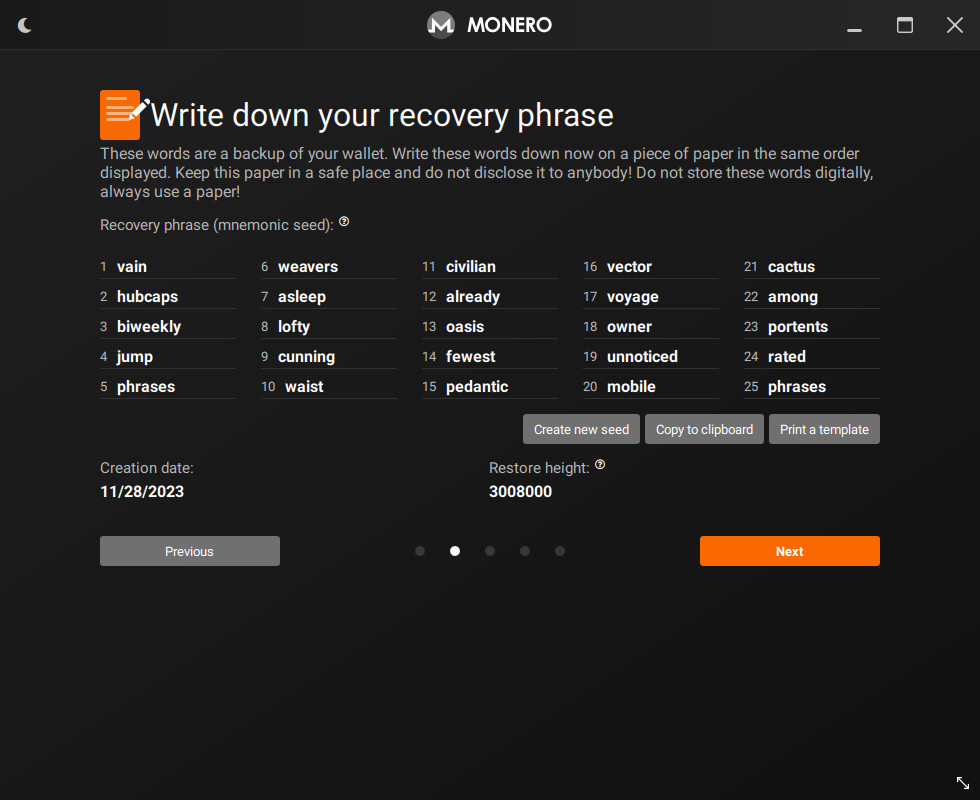 MONERO
Write down your recovery phrase
These words are a backup of your wallet. Write these words down now on a piece of paper in the same order
displayed. Keep this paper in a safe place and do not disclose it to anybody! Do not store these words digitally,
always use a paper!
Recovery phrase (mnemonic seed): ?
1 vain 6 weavers 11 civilian 16 vector 21 cactus
2 hubcaps 7 asleep 12 already 17 voyage 22 among
3 biweekly 8 lofty 13 oasis 18 owner 23 portents
4 jump 9 cunning 14 fewest 19 unnoticed 24 rated
5 phrases 10 waist 15 pedantic 20 mobile 25 phrases
Create new seed Copy to clipboard Print a template
Creation date: Restore height: ?
11/28/2023 3008000
Previous Next